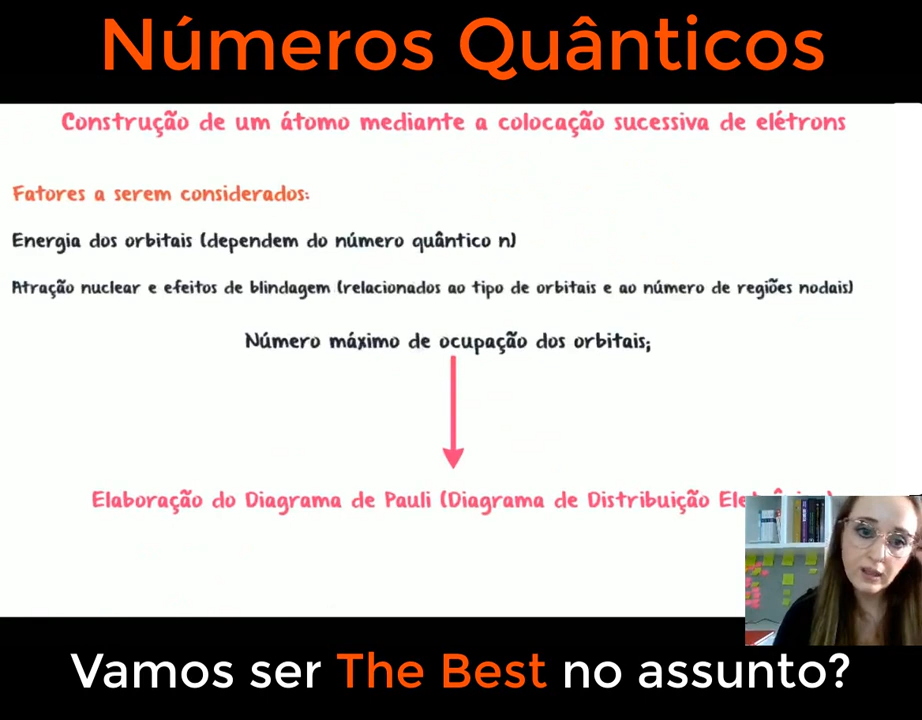 Números Quânticos
Construção de um átomo mediante a colocação sucessiva de elétrons
Fatores a serem considerados:
Energia dos orbitais (dependem do número quântico n)
Atração nuclear e efeitos de blindagem (relacionados ao tipo de orbitais e ao número de regiões nodais)
Número máximo de ocupação dos orbitais;
Elaboração do Diagrama de Pauli (Diagrama de Distribuição
Vamos ser The Best no assunto?